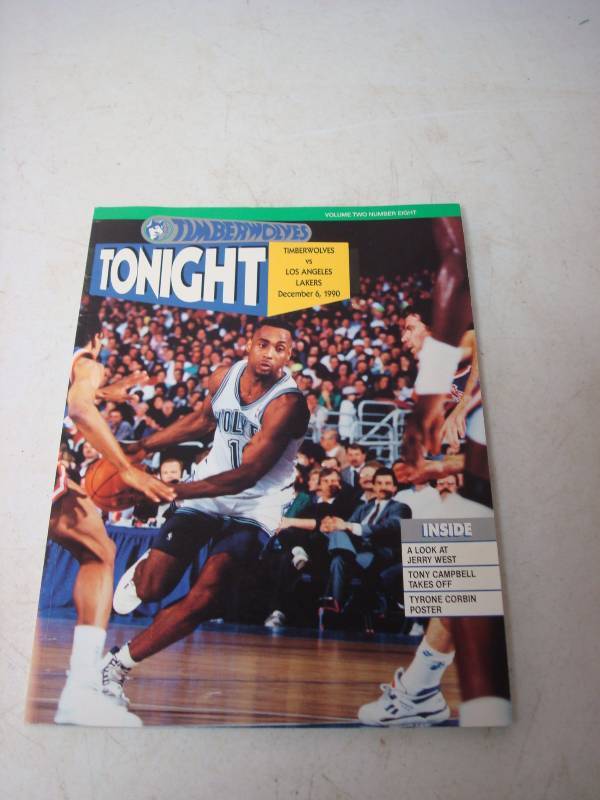 VOLUME TWO NUMBER EIGHT
TIMBERWOLVES
TONIGHT
TIMBERWOLVES
VS
LOS ANGELES
LAKERS
December 6, 1990
WOLVES
INSIDE
A LOOK AT
JERRY WEST
TONY CAMPBELL
TAKES OFF
TYRONE CORBIN
POSTER